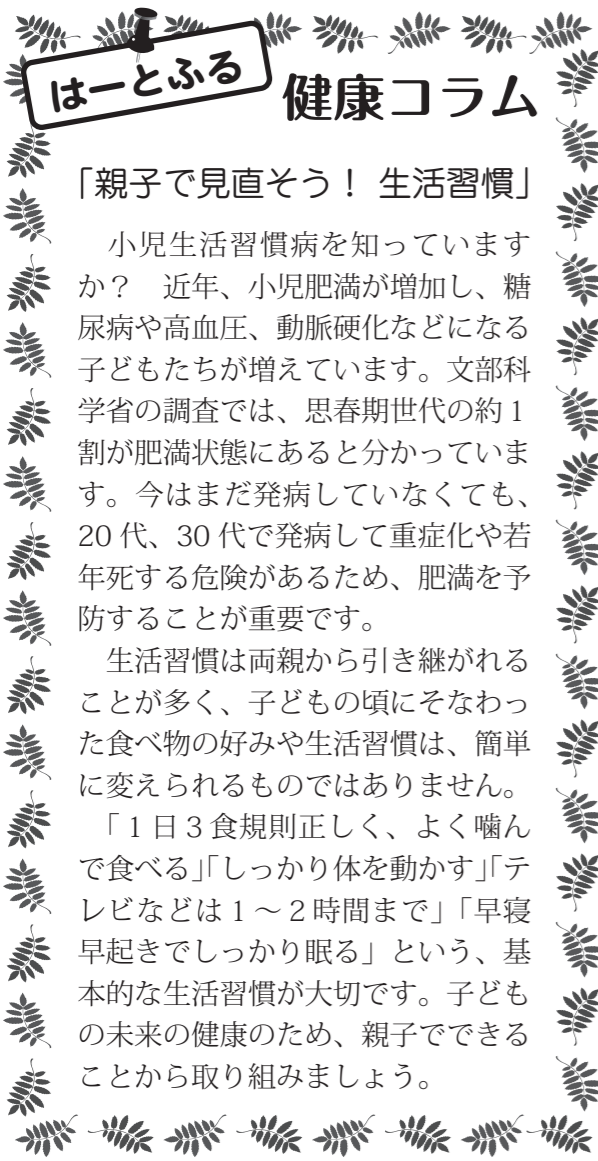 はーとふる
健康コラム
「親子で見直そう！ 生活習慣」
　小児生活習慣病を知っています
か？　近年、小児肥満が増加し、糖
尿病や高血圧、動脈硬化などになる
子どもたちが増えています。文部科
学省の調査では、思春期世代の約１
割が肥満状態にあると分かっていま
す。今はまだ発病していなくても、
20 代、30 代で発病して重症化や若
年死する危険があるため、肥満を予
防することが重要です。
　生活習慣は両親から引き継がれる
ことが多く、子どもの頃にそなわっ
た食べ物の好みや生活習慣は、簡単
に変えられるものではありません。
　「１日３食規則正しく、よく噛ん
で食べる」「しっかり体を動かす」「テ
レビなどは１～２時間まで」「早寝
早起きでしっかり眠る」という、基
本的な生活習慣が大切です。子ども
の未来の健康のため、親子でできる
ことから取り組みましょう。